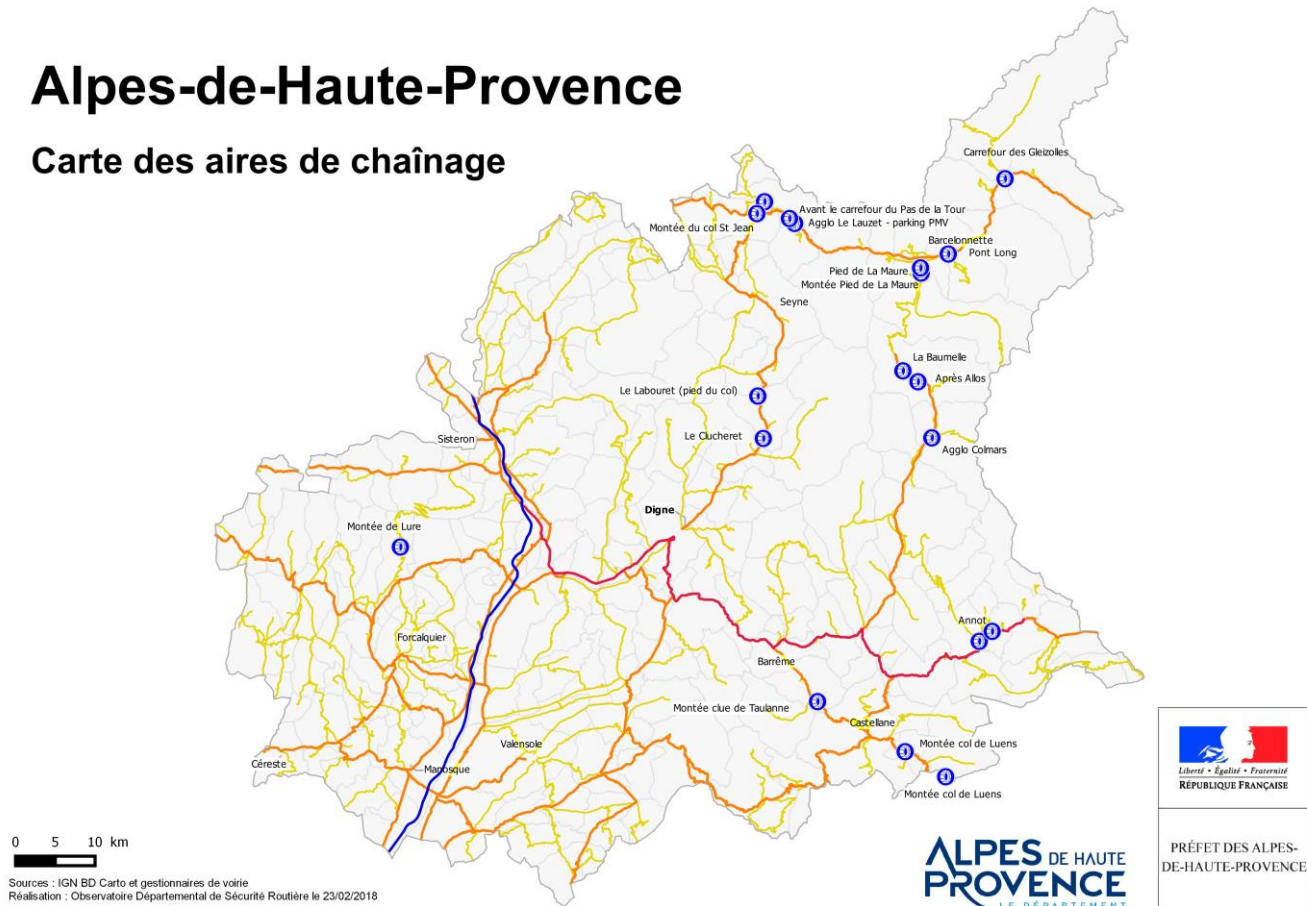 Alpes-de-Haute-Provence
Carte des aires de chaînage
Carrefour des Gleizolles
Avant le carrefour du Pas de la Tour
Agglo Le Lauzet - parking PMV
Montée du col St Jean
Barcelonnette
Pont Long
Pied de La Maure
Montée Pied de La Maure
Seyne
La Baumelle
Après Allos
Le Labouret (pied du col)
Le Clucheret
Sisteron
Agglo Colmars
Digne
Montée de Lure
Annot
Forcalquier
Barrême
Montée clue de Taulanne
Castellane
Valensole
Montée col de Luens
Céreste
Manosque
Montée col de Luens
0 5 10 km
Sources : IGN BD Carto et gestionnaires de voirie
Réalisation : Observatoire Départemental de Sécurité Routière le 23/02/2018
ALPES DE HAUTE
PROVENCE
LE DÉPARTEMENT
Liberté • Égalité • Fraternité
RÉPUBLIQUE FRANÇAISE
PRÉFET DES ALPES-
DE-HAUTE-PROVENCE